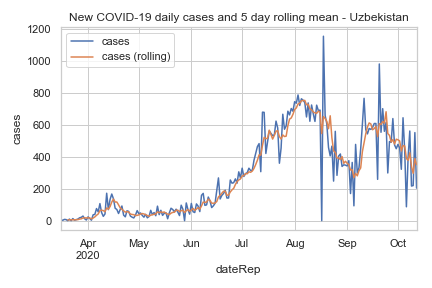 New COVID-19 daily cases and 5 day rolling mean - Uzbekistan
cases
cases (rolling)
cases
1200
1000
800
600
400
200
0
Apr
2020
May
Jun
Jul
Aug
Sep
Oct
dateRep